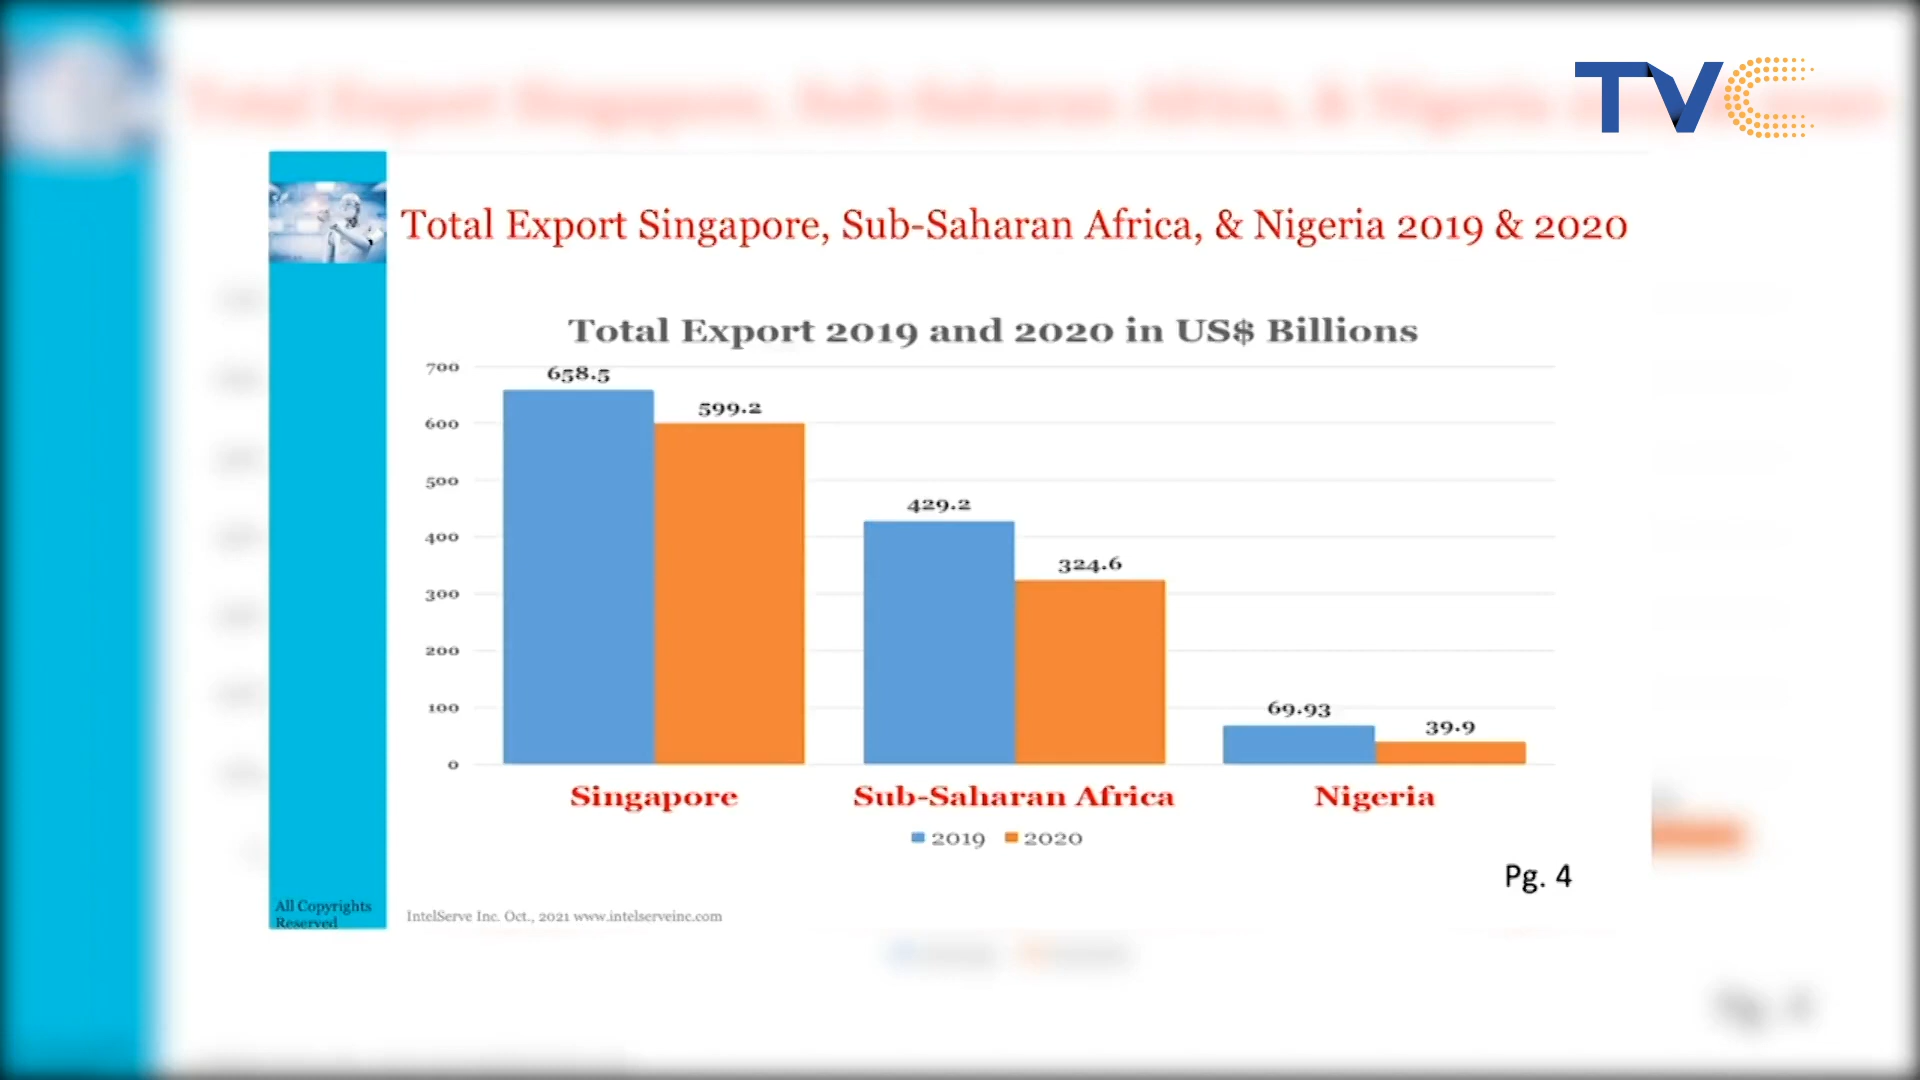 TVC
Total Export Singapore, Sub-Saharan Africa, & Nigeria 2019 & 2020
Total Export 2019 and 2020 in US$ Billions
700
600
500
400
300
200
100
0
658.5
599.2
429.2
324.6
69.93
39.9
Singapore
Sub-Saharan Africa
Nigeria
2019
2020
Pg. 4
All Copyrights
Reserved
IntelServe Inc. Oct., 2021 www.intelserveinc.com